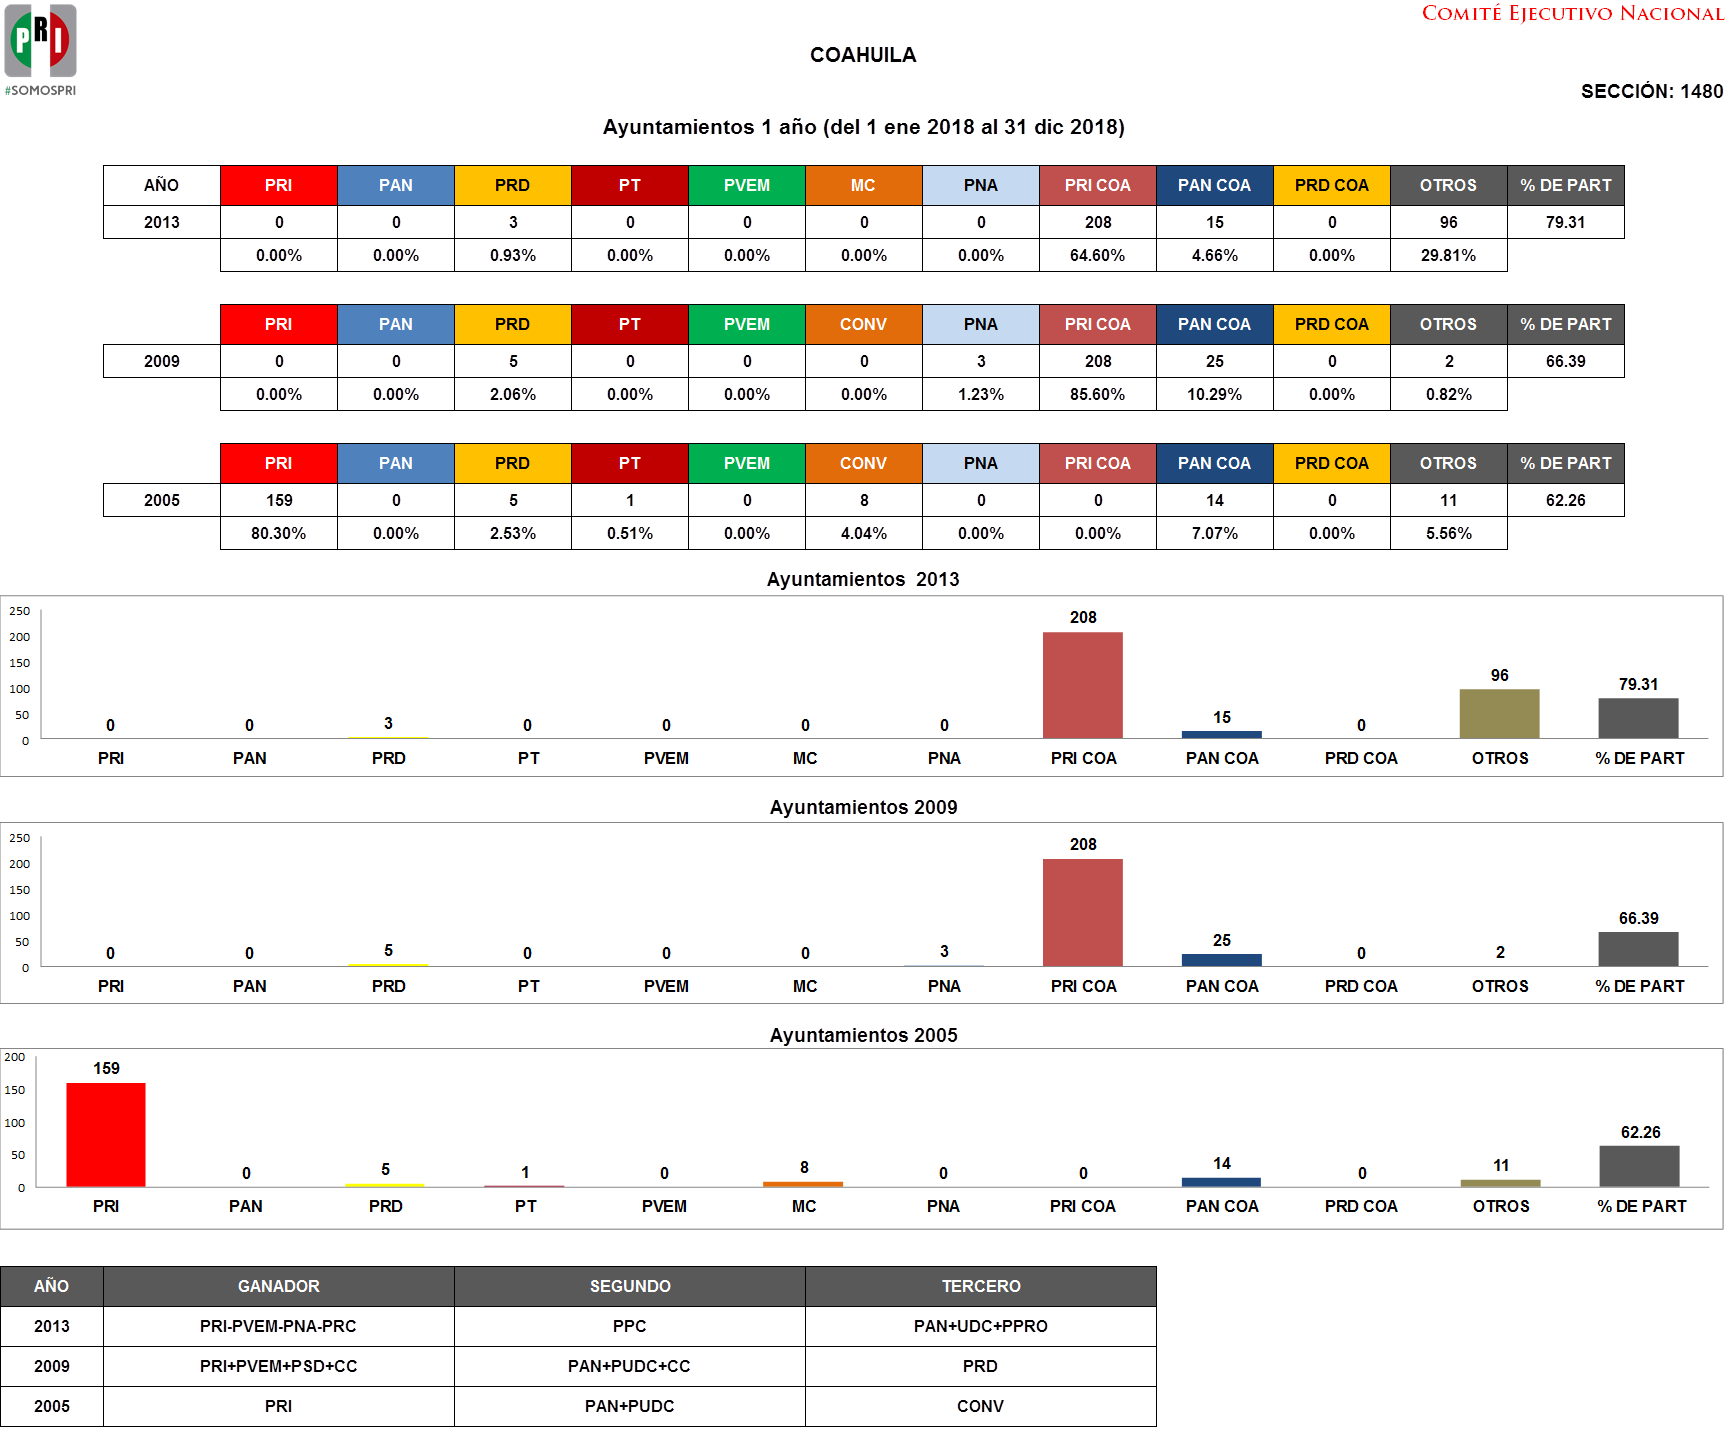 COMITÉ EJECUTIVO NACIONAL
PRI
#SOMOSPRI
COAHUILA
SECCIÓN: 1480
Ayuntamientos 1 año (del 1 ene 2018 al 31 dic 2018)
AÑO PRI PAN PRD PT PVEM MC PNA PRI COA PAN COA PRD COA OTROS % DE PART
2013 0 0 3 0 0 0 0 208 15 0 96 79.31
0.00% 0.00% 0.93% 0.00% 0.00% 0.00% 0.00% 64.60% 4.66% 0.00% 29.81%
PRI PAN PRD PT PVEM CONV PNA PRI COA PAN COA PRD COA OTROS % DE PART
2009 0 0 5 0 0 0 3 208 25 0 2 66.39
0.00% 0.00% 2.06% 0.00% 0.00% 0.00% 1.23% 85.60% 10.29% 0.00% 0.82%
PRI PAN PRD PT PVEM CONV PNA PRI COA PAN COA PRD COA OTROS % DE PART
2005 159 0 5 1 0 8 0 0 14 0 11 62.26
80.30% 0.00% 2.53% 0.51% 0.00% 4.04% 0.00% 0.00% 7.07% 0.00% 5.56%
Ayuntamientos 2013
250
200
150
100
50
0
0 0 3 0 0 0 0 208 15 0 96 79.31
PRI PAN PRD PT PVEM MC PNA PRI COA PAN COA PRD COA OTROS % DE PART
Ayuntamientos 2009
250
200
150
100
50
0
0 0 5 0 0 0 3 208 25 0 2 66.39
PRI PAN PRD PT PVEM MC PNA PRI COA PAN COA PRD COA OTROS % DE PART
Ayuntamientos 2005
200
150
100
50
0
159 0 5 1 0 8 0 0 14 0 11 62.26
PRI PAN PRD PT PVEM MC PNA PRI COA PAN COA PRD COA OTROS % DE PART
AÑO GANADOR SEGUNDO TERCERO
2013 PRI-PVEM-PNA-PRC PPC PAN+UDC+PPRO
2009 PRI+PVEM+PSD+CC PAN+PUDC+CC PRD
2005 PRI PAN+PUDC CONV